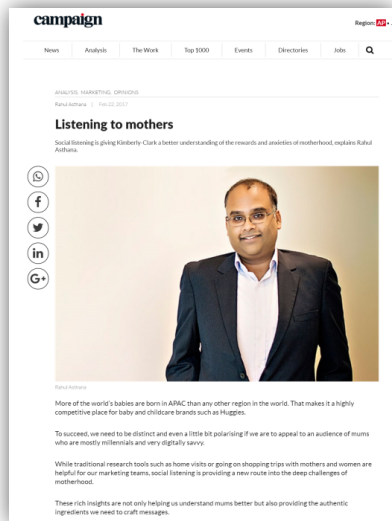 campaign
Region: AP
News Analysis The Work Top 1000 Events Directories Jobs
ANALYSIS MARKETING OPINIONS
Rahul Asthana | Feb 22, 2017
Listening to mothers
Social listening is giving Kimberly-Clark a better understanding of the rewards and anxieties of motherhood, explains Rahul
Asthana.
G+
Rahul Asthana
More of the world's babies are born in APAC than any other region in the world. That makes it a highly
competitive place for baby and childcare brands such as Huggies.
To succeed, we need to be distinct and even a little bit polarising if we are to appeal to an audience of mums
who are mostly millennials and very digitally savvy.
While traditional research tools such as home visits or going on shopping trips with mothers and women are
helpful for our marketing teams, social listening is providing a new route into the deep challenges of
motherhood.
These rich insights are not only helping us understand mums better but also providing the authentic
ingredients we need to craft messages.